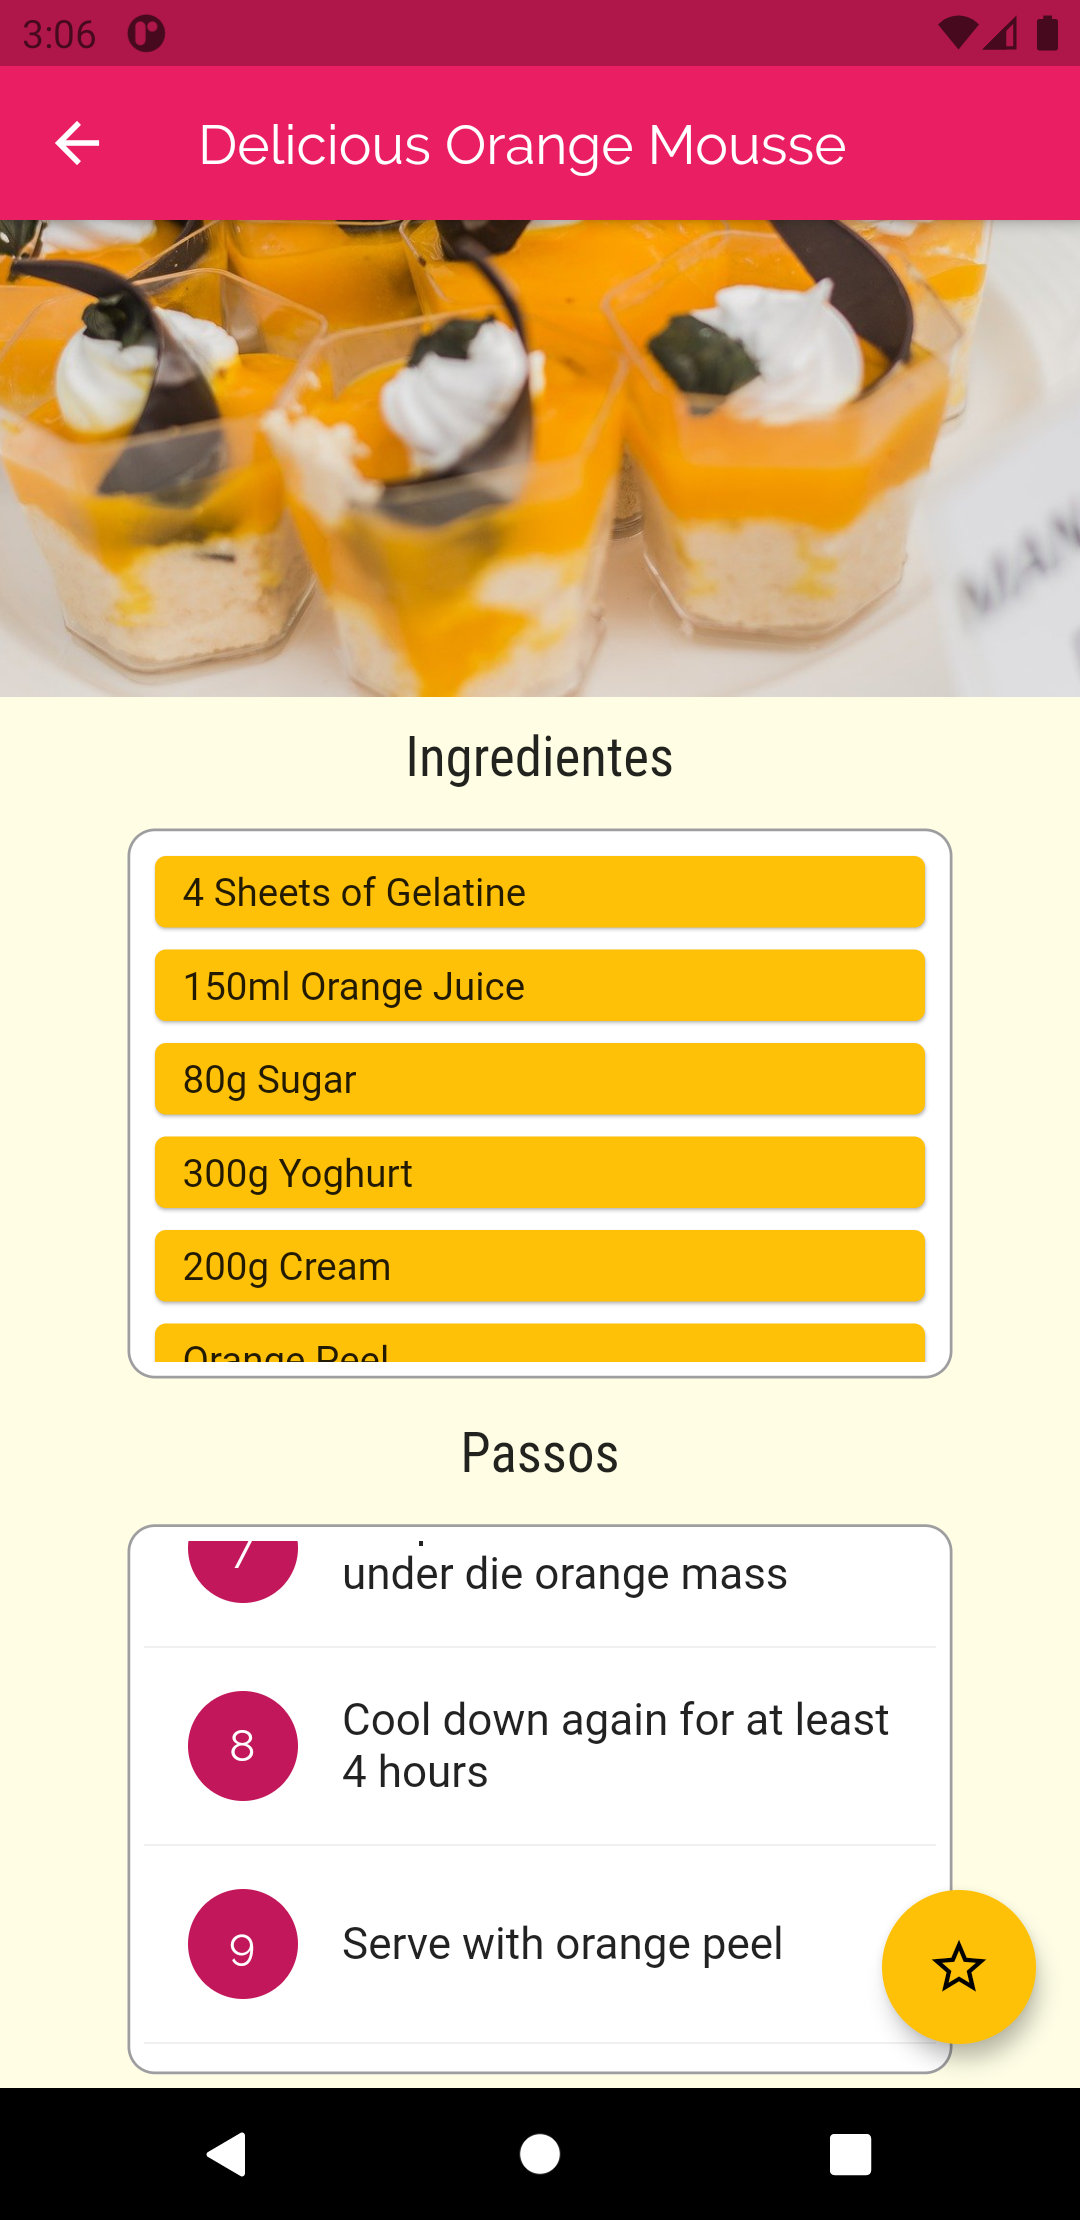 3:06
Delicious Orange Mousse
MAN
Ingredientes
4 Sheets of Gelatine
150ml Orange Juice
80g Sugar
300g Yoghurt
200g Cream
Orange Peel
Passos
7
under die orange mass
8
Cool down again for at least
4 hours
9
Serve with orange peel